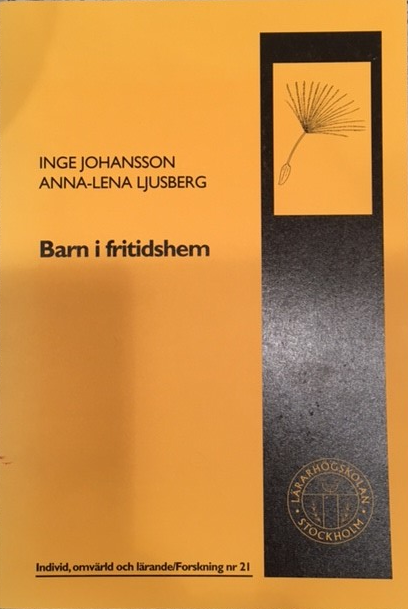 INGE JOHANSSON
ANNA-LENA LJUSBERG
Barn i fritidshem
LÄRARHÖGSKOLAN
STOCKHOLM
Individ, omvärld och lärande/Forskning nr 21